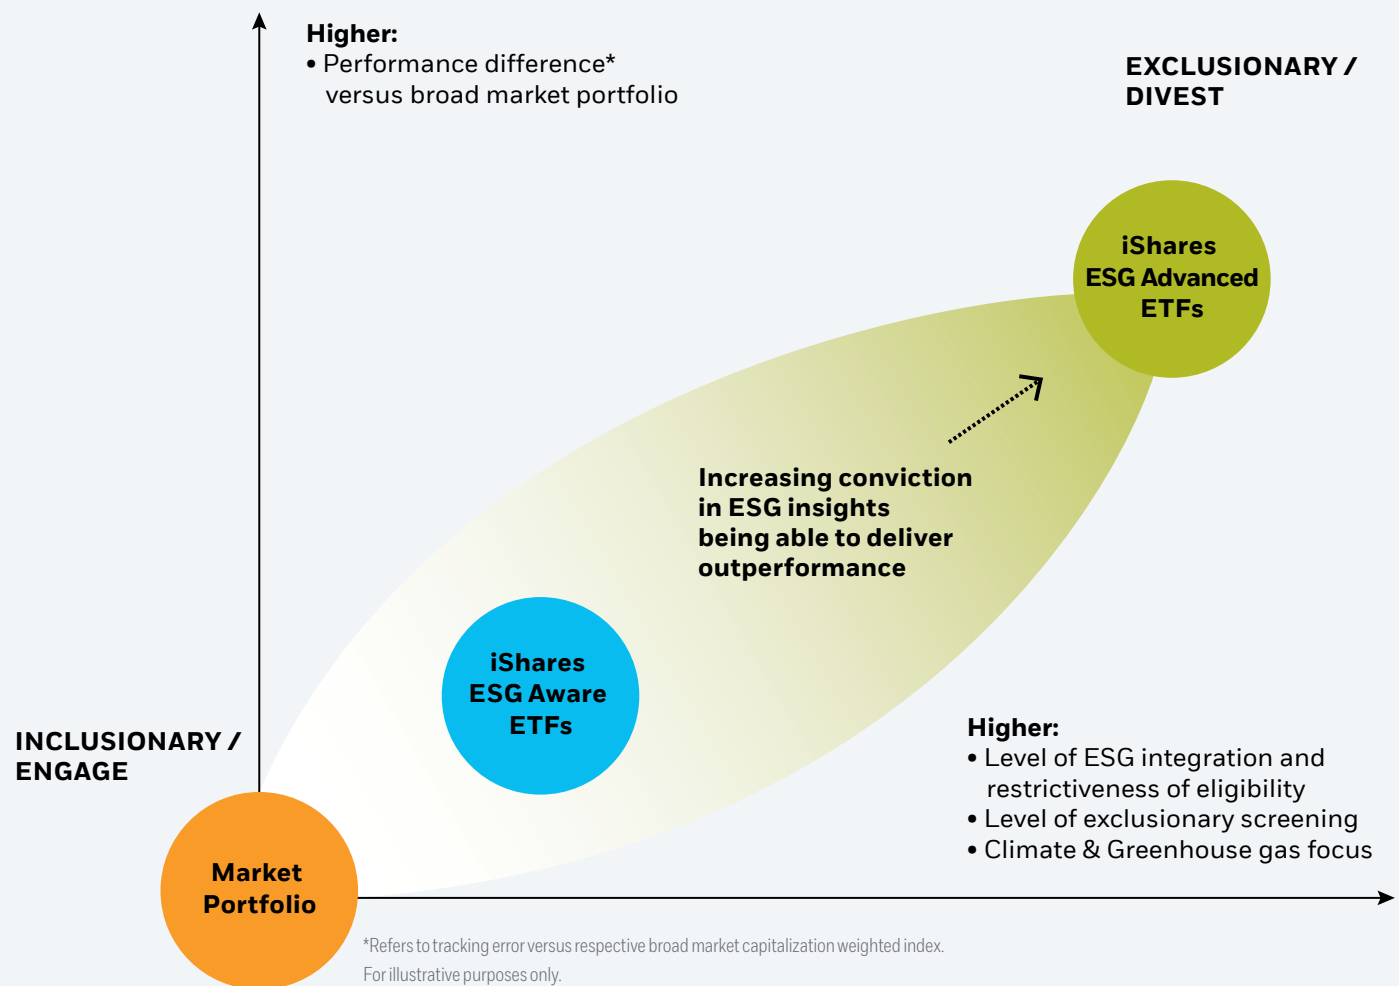 Higher:
• Performance difference*
versus broad market portfolio
EXCLUSIONARY /
DIVEST
iShares
ESG Advanced
ETFs
Increasing conviction
in ESG insights
being able to deliver
outperformance
iShares
ESG Aware
ETFs
INCLUSIONARY /
ENGAGE
Higher:
• Level of ESG integration and
restrictiveness of eligibility
• Level of exclusionary screening
• Climate & Greenhouse gas focus
Market
Portfolio
*Refers to tracking error versus respective broad market capitalization weighted index.
For illustrative purposes only.